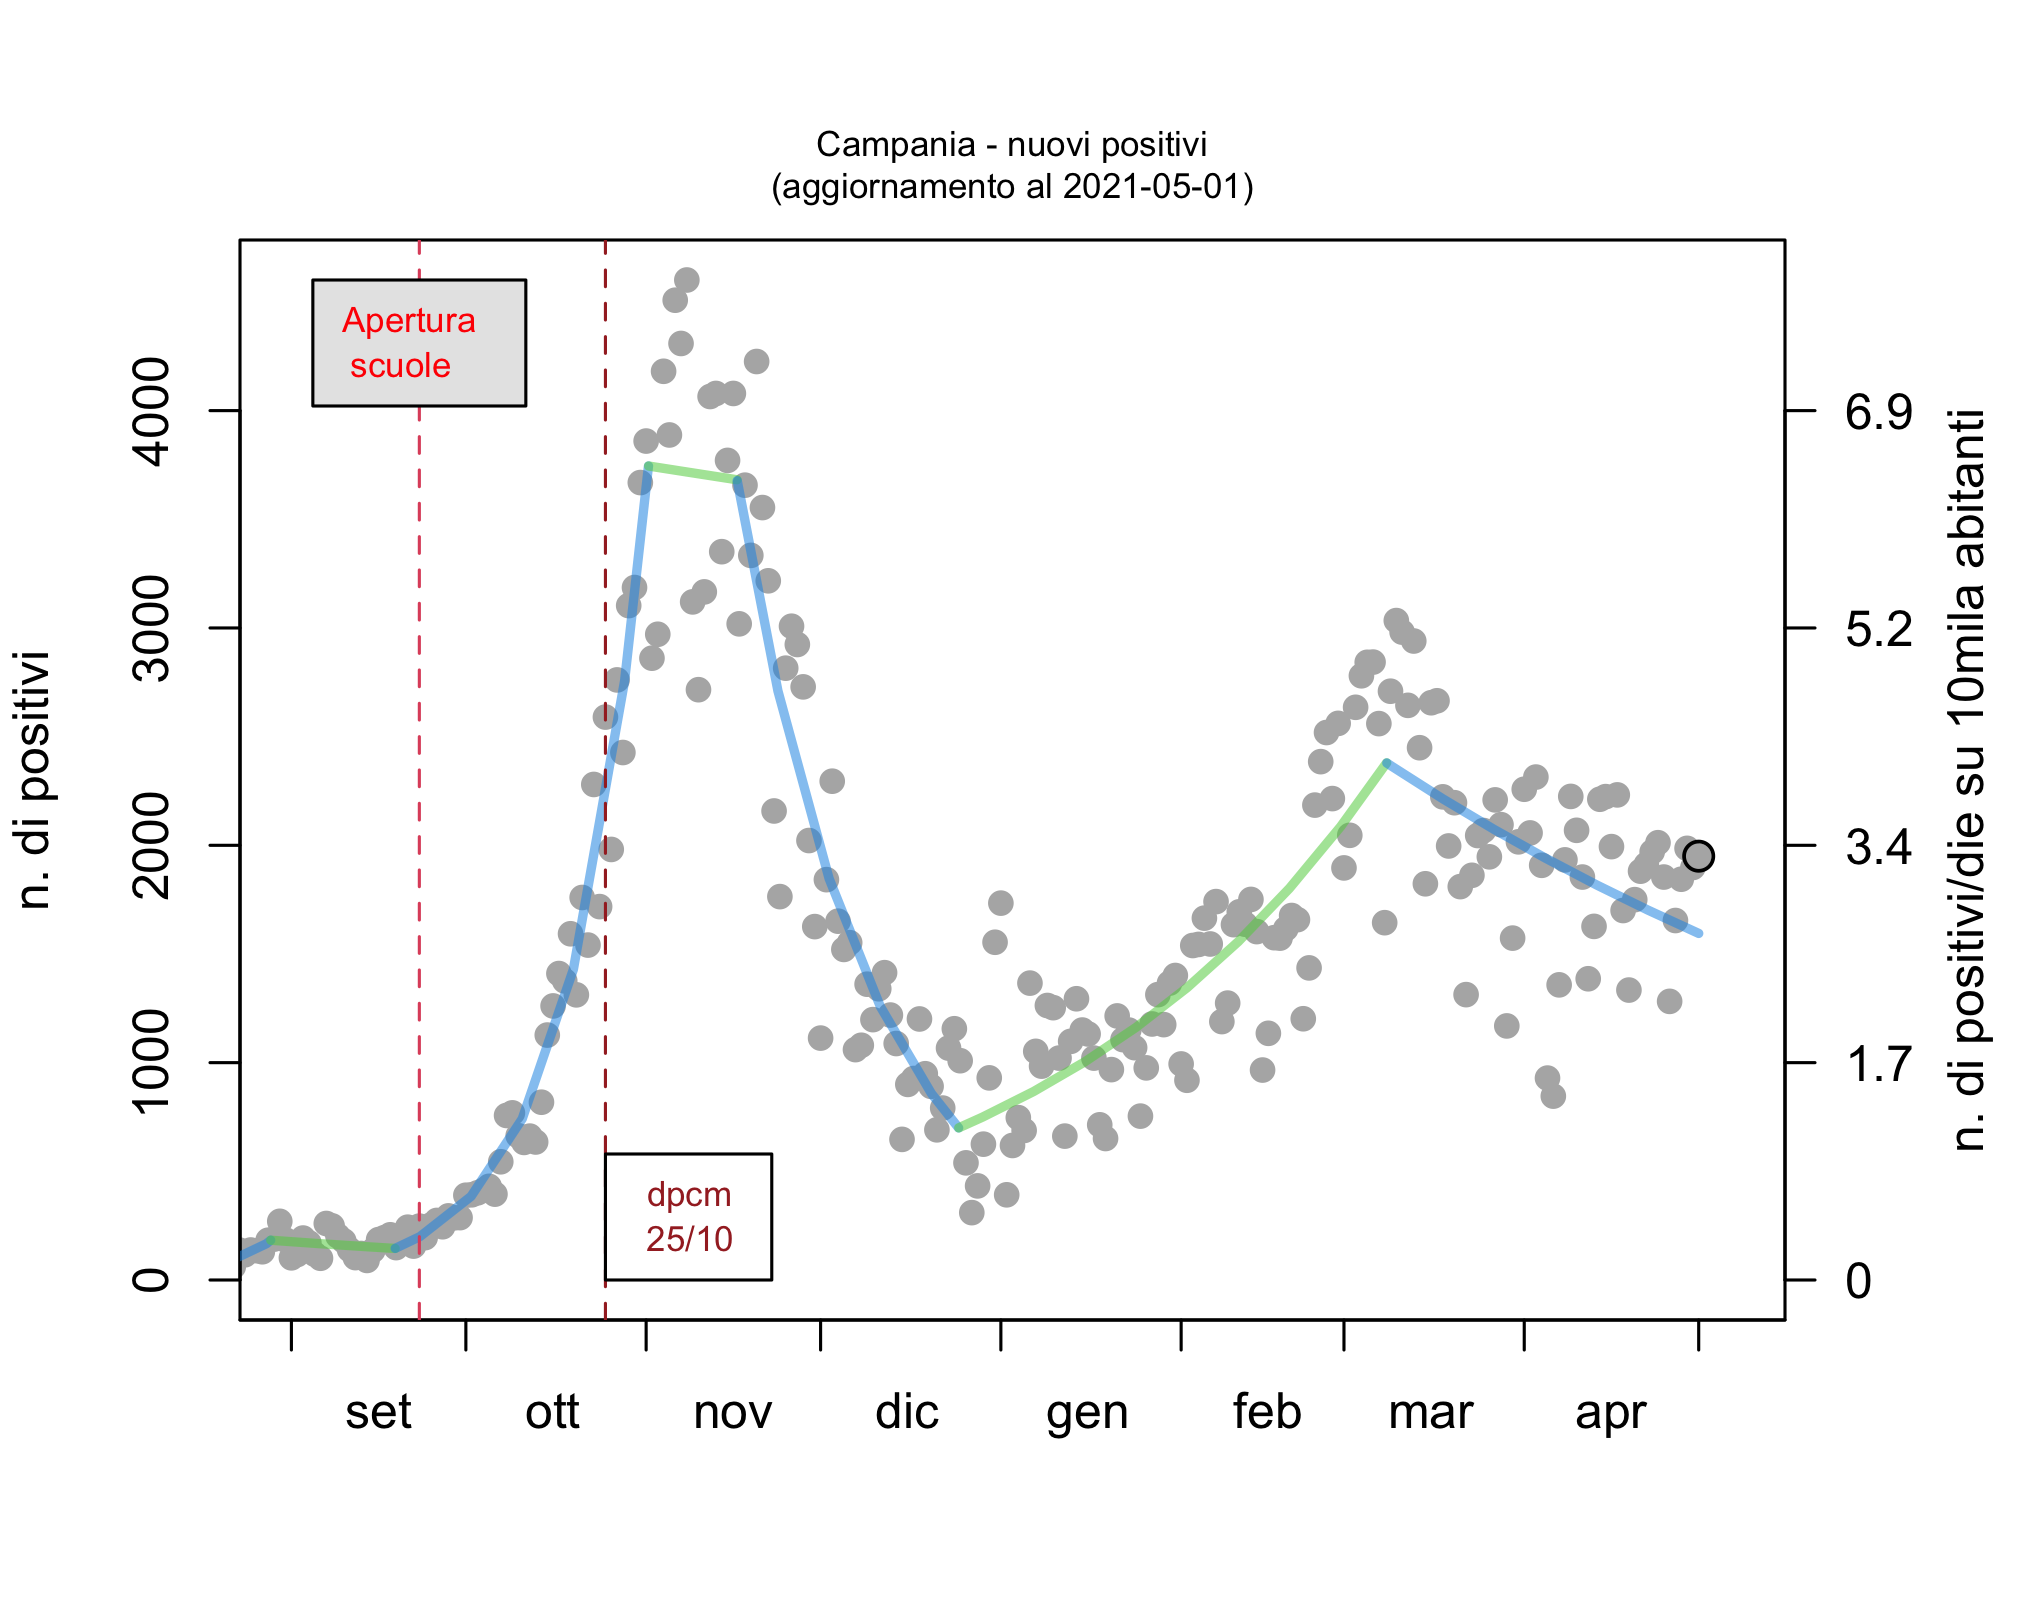 Campania - nuovi positivi
(aggiornamento al 2021-05-01)
Apertura
scuole
dpcm
25/10
n. di positivi
0
1000
2000
3000
4000
0
1.7
3.4
5.2
6.9
n. di positivi/die su 10mila abitanti
set ott nov dic gen feb mar apr